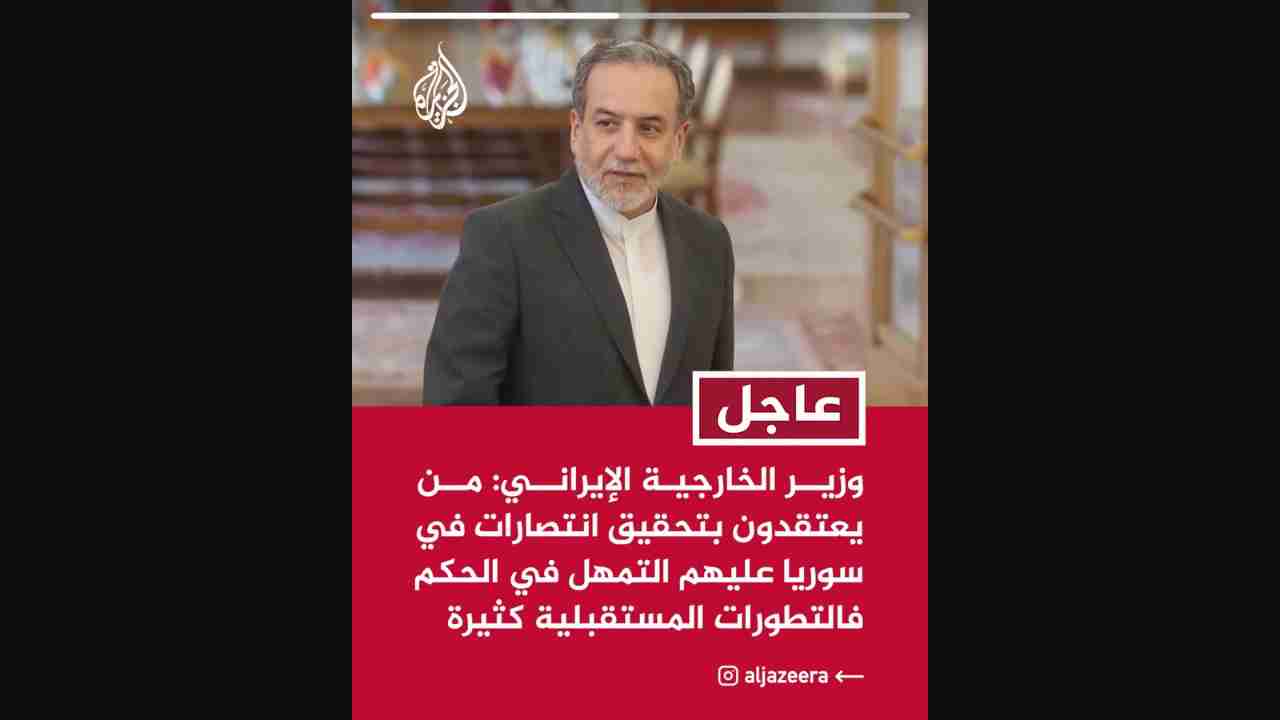 الجزيرة
عاجل
وزير الخارجية الإيراني: من
يعتقدون بتحقيق انتصارات في
سوريا عليهم التمهل في الحكم
فالتطورات المستقبلية كثيرة
aljazeera